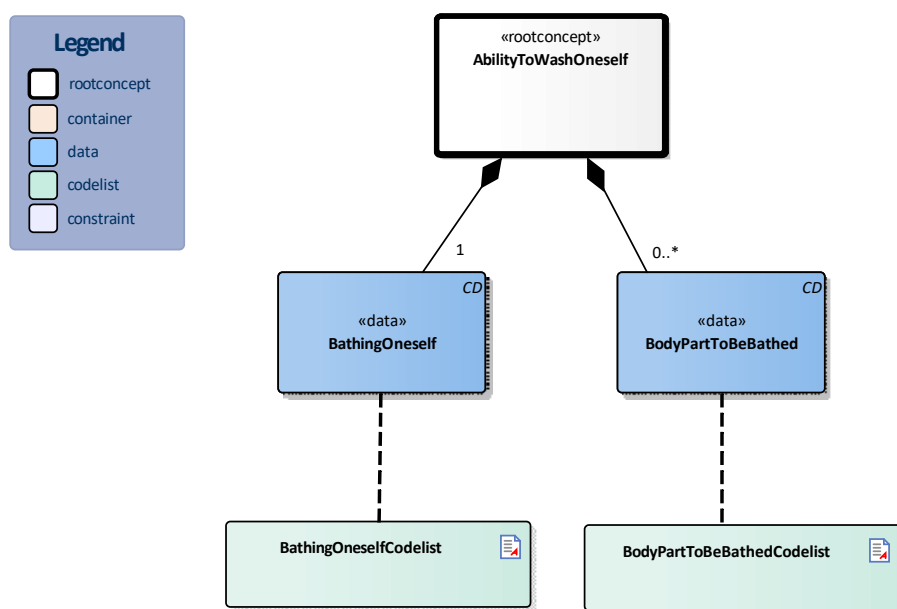 Legend
rootconcept
container
data
codelist
constraint
«rootconcept»
AbilityToWashOneself
1
0..*
CD
«data»
BathingOneself
CD
«data»
BodyPartToBeBathed
BathingOneselfCodelist
BodyPartToBeBathedCodelist